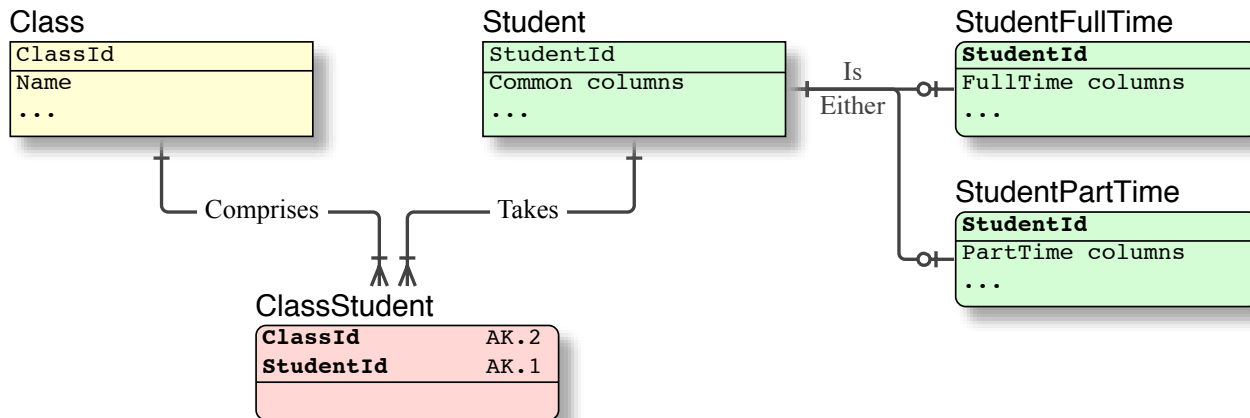 Class
ClassId
Name
...
Student
StudentId
Common columns
...
Is
Either
StudentFullTime
StudentId
FullTime columns
...
StudentPartTime
StudentId
PartTime columns
...
Comprises
Takes
ClassStudent
ClassId AK.2
StudentId AK.1